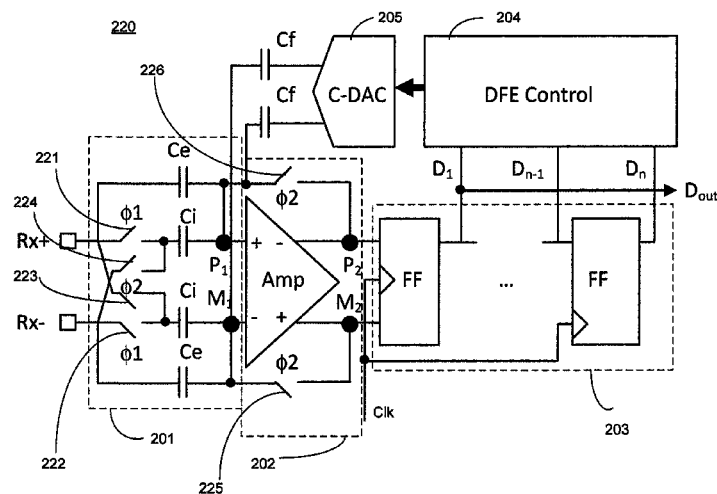 220
205
204
Cf
226
C-DAC
DFE Control
Cf
221
Ce
224
ϕ2
D1
Dn-1
Dn
Dout
ϕ1
Ci
Rx+
+
-
P1
P2
FF
FF
223
ϕ2
Amp
...
M1
M2
Ci
Rx-
-
+
ϕ1
Ce
ϕ2
Clk
201
203
222
202
225